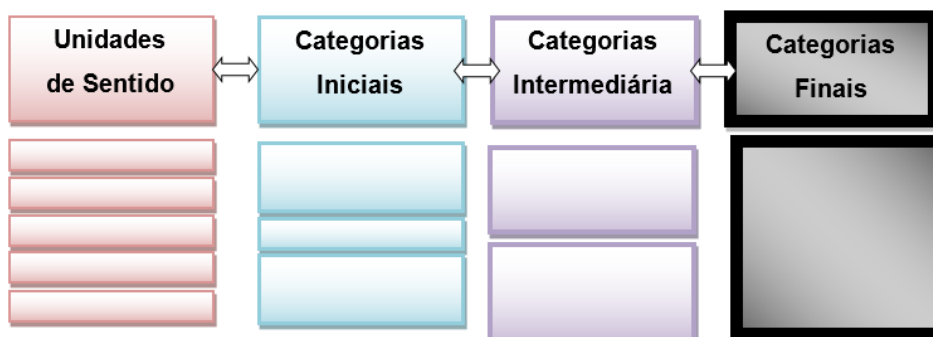 Unidades
de Sentido
Categorias
Iniciais
Categorias
Intermediária
Categorias
Finais